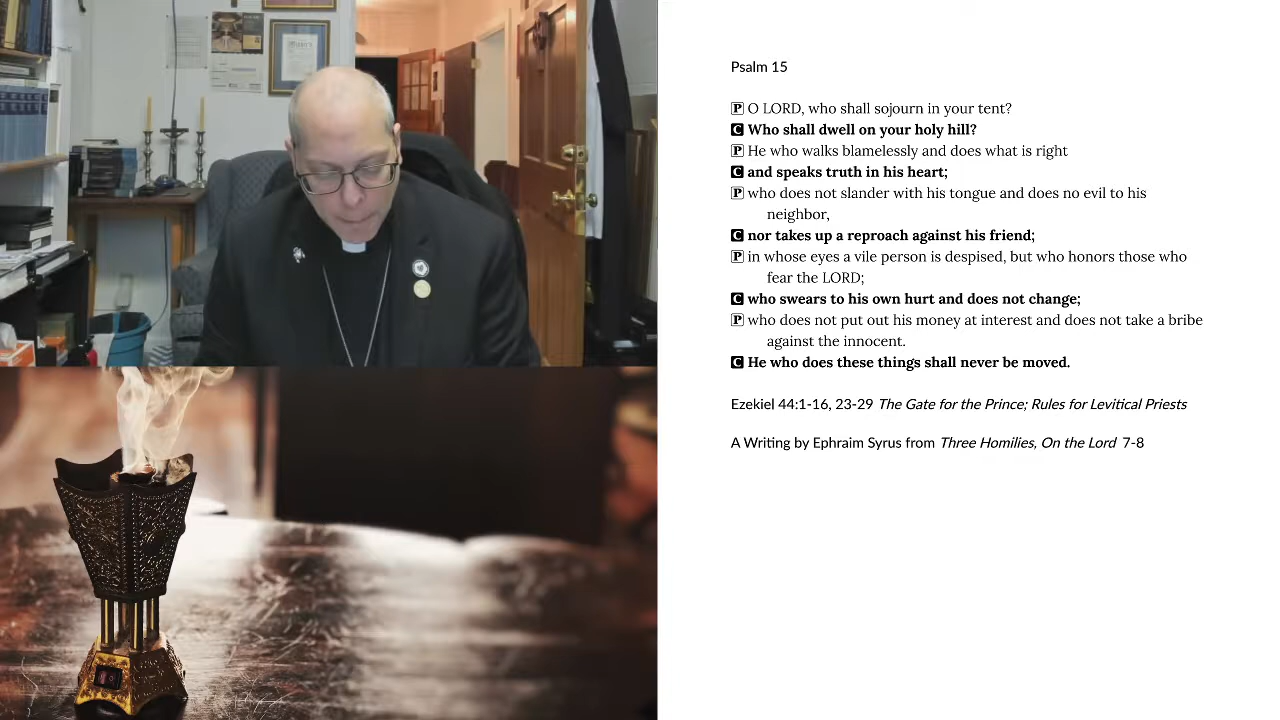 Psalm 15
P O LORD, who shall sojourn in your tent?
C Who shall dwell on your holy hill?
P He who walks blamelessly and does what is right
C and speaks truth in his heart;
P who does not slander with his tongue and does no evil to his
neighbor,
C nor takes up a reproach against his friend;
P in whose eyes a vile person is despised, but who honors those who
fear the LORD;
C who swears to his own hurt and does not change;
P who does not put out his money at interest and does not take a bribe
against the innocent.
C He who does these things shall never be moved.
Ezekiel 44:1-16, 23-29 The Gate for the Prince; Rules for Levitical Priests
A Writing by Ephraim Syrus from Three Homilies, On the Lord 7-8